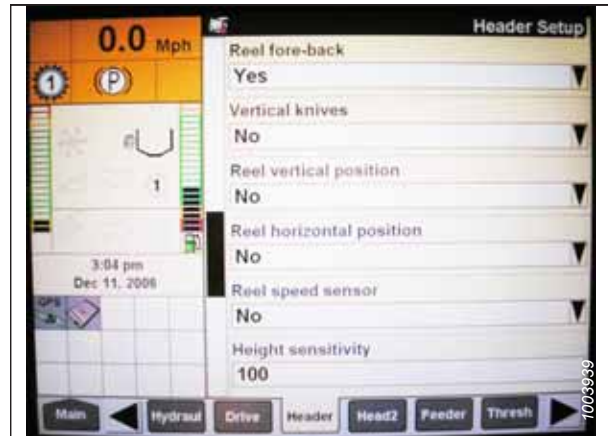 0.0 Mph
Header Setup
1
(P)
Reel fore-back
Yes
Vertical knives
No
1
Reel vertical position
No
Reel horizontal position
No
3:04 pm
Dec 11, 2006
Reel speed sensor
No
GPS
Height sensitivity
100
Main
Hydraul
Drive
Header
Head2
Feeder
Thresh
1003939